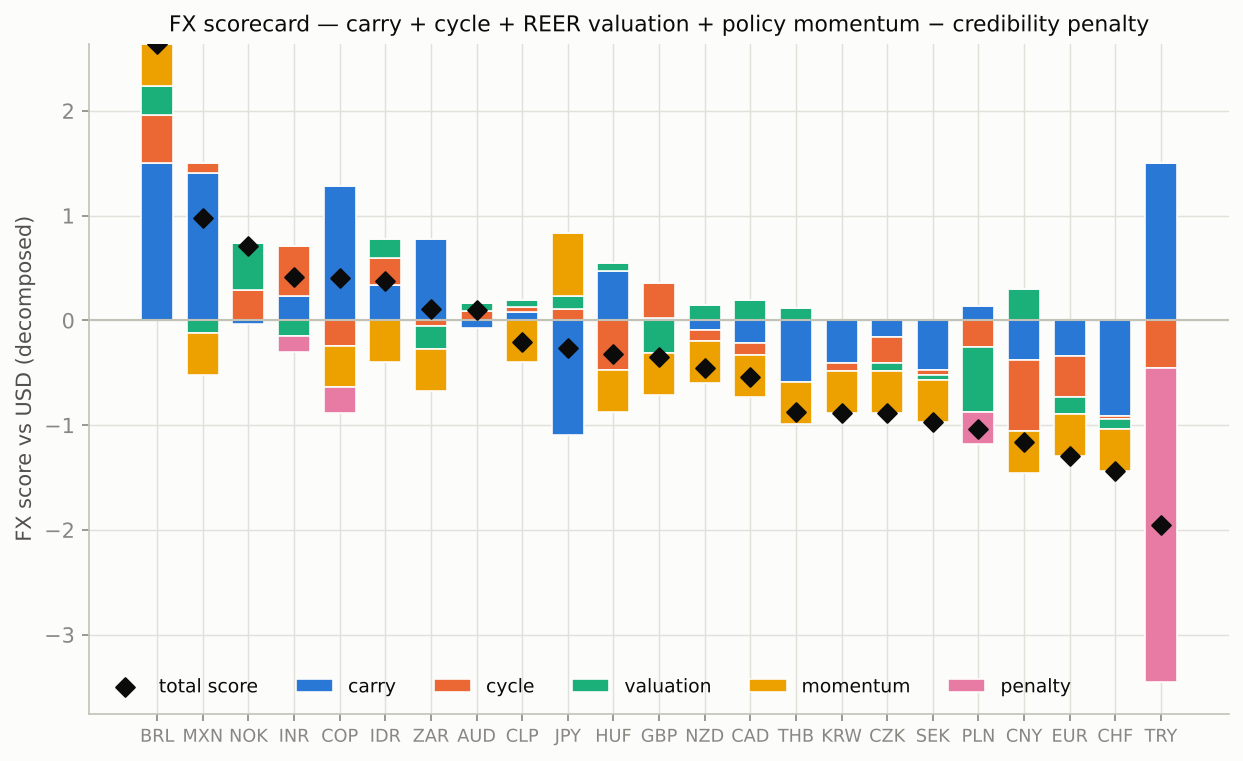 FX scorecard — carry + cycle + REER valuation + policy momentum − credibility penalty
FX score vs USD (decomposed)
2
1
0
−1
−2
−3
total score carry cycle valuation momentum penalty
BRL MXN NOK INR COP IDR ZAR AUD CLP JPY HUF GBP NZD CAD THB KRW CZK SEK PLN CNY EUR CHF TRY